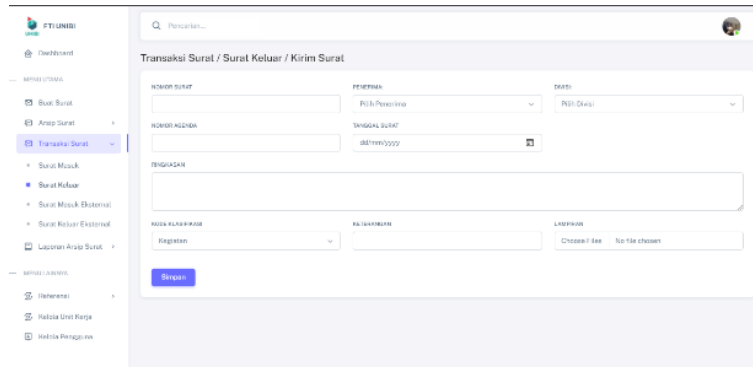 FTI UNIBI
Pencarian...
Dashboard
Transaksi Surat / Surat Keluar / Kirim Surat
MENU UTAMA
Buat Surat
Arsip Surat
Transaksi Surat
Surat Masuk
Surat Keluar
Surat Masuk Eksternal
Surat Keluar Eksternal
Laporan Arsip Surat
MENU LAINNYA
Referensi
Kelola Unit Kerja
Kelola Pengguna
NOMOR SURAT
PENERIMA
DIVISI
Pilih Penerima
Pilih Divisi
NOMOR AGENDA
TANGGAL SURAT
dd/mm/yyyy
RINGKASAN
KODE KLASIFIKASI
KETERANGAN
LAMPIRAN
Kegiatan
Choose Files No file chosen
Simpan